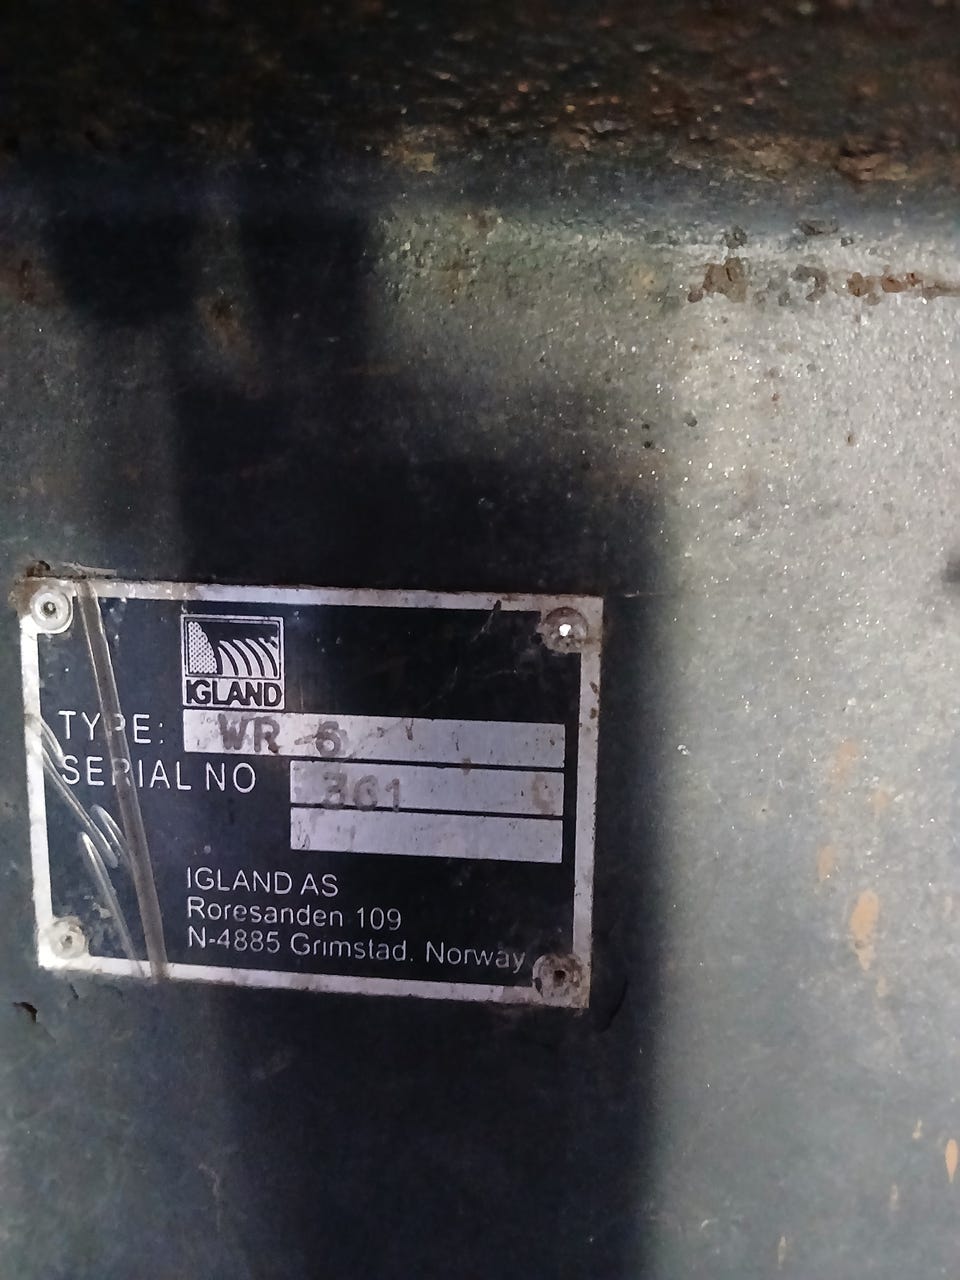 IGLAND
TYPE: WR 6
SERIAL NO 361
IGLAND AS
Roresanden 109
N-4885 Grimstad. Norway